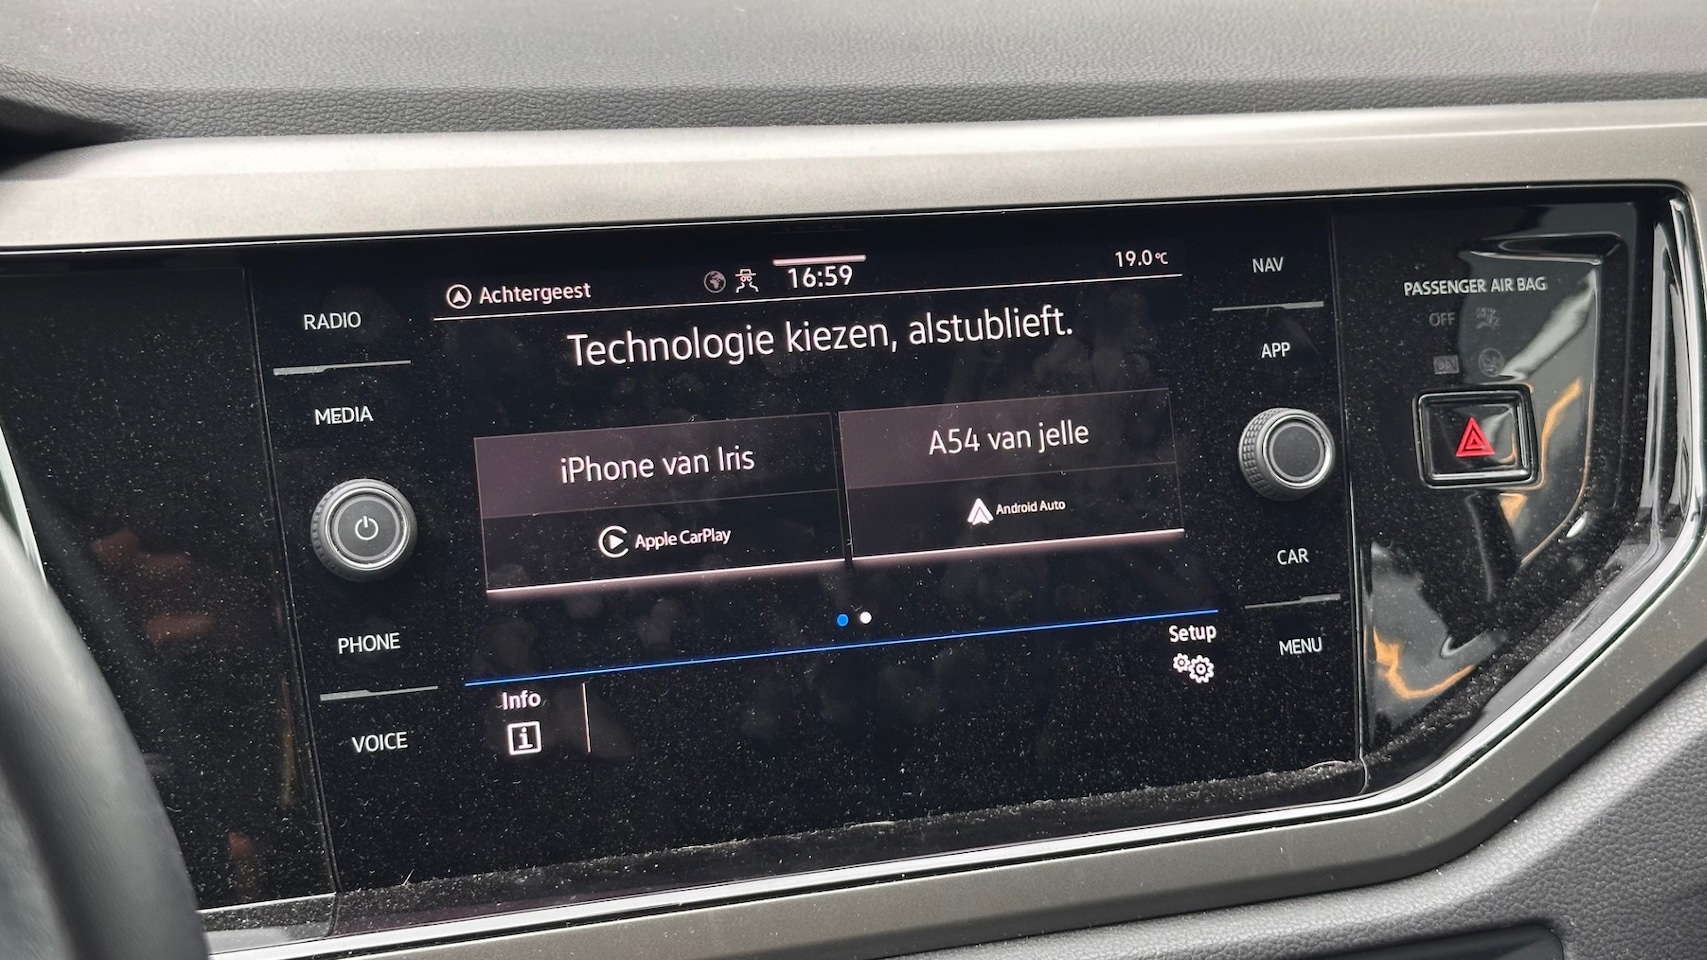 Achtergeest
16:59
19.0°C
Technologie kiezen, alstublieft.
iPhone van Iris
Apple CarPlay
A54 van jelle
Android Auto
Info
Setup
RADIO
MEDIA
PHONE
VOICE
NAV
APP
CAR
MENU
PASSENGER AIR BAG
OFF
ON